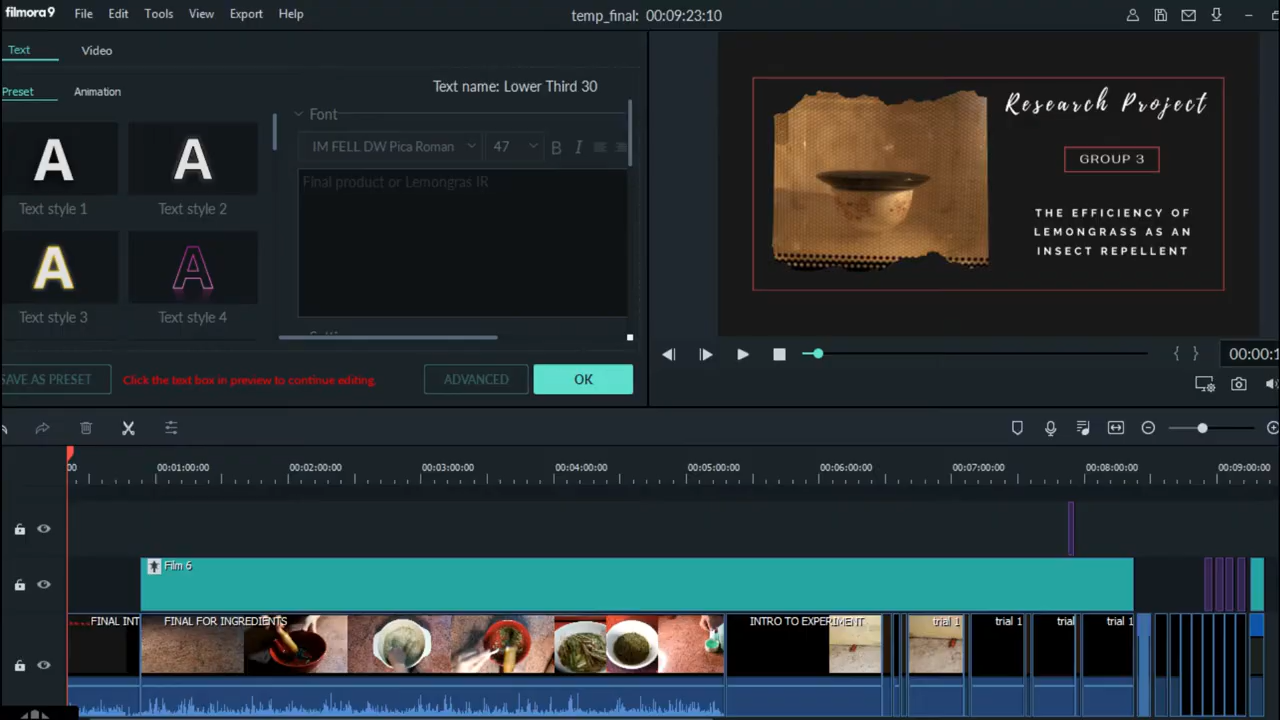 filmora9 File Edit Tools View Export Help temp_final: 00:09:23:10
Text Video
Preset Animation Text name: Lower Third 30
Font
IM FELL DW Pica Roman 47 B I
Final product or Lemongras IR
A A
Text style 1 Text style 2
A A
Text style 3 Text style 4
SAVE AS PRESET Click the text box in preview to continue editing. ADVANCED OK
Research Project
GROUP 3
THE EFFICIENCY OF
LEMONGRASS AS AN
INSECT REPELLENT
{ } 00:00:1
00 00:01:00:00 00:02:00:00 00:03:00:00 00:04:00:00 00:05:00:00 00:06:00:00 00:07:00:00 00:08:00:00 00:09:00:00
Film 6
FINAL INT FINAL FOR INGREDIENTS INTRO TO EXPERIMENT trial 1 trial 1 trial trial 1